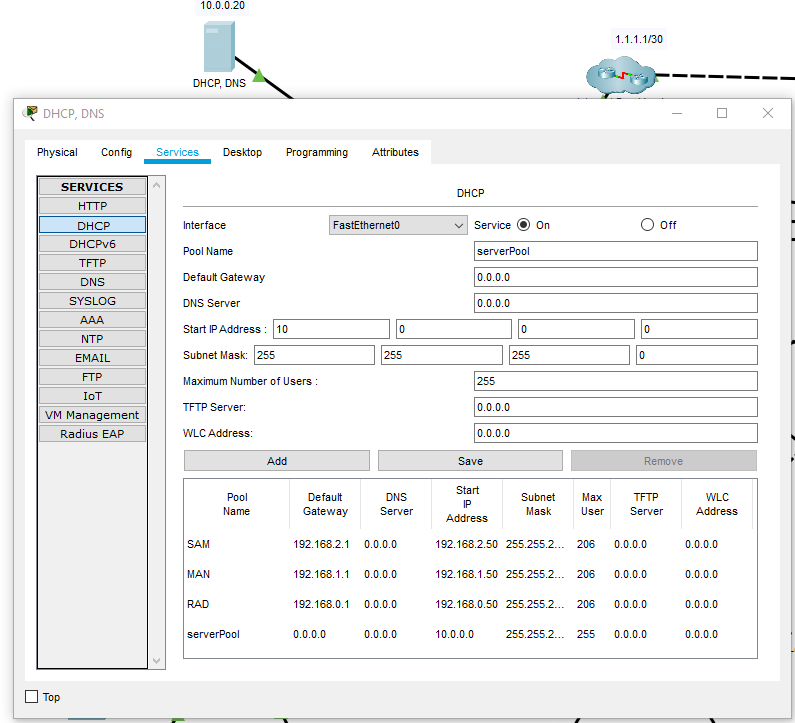 10.0.0.20
1.1.1.1/30
DHCP, DNS
DHCP, DNS
Physical Config Services Desktop Programming Attributes
SERVICES
HTTP
DHCP
DHCPv6
TFTP
DNS
SYSLOG
AAA
NTP
EMAIL
FTP
IoT
VM Management
Radius EAP
DHCP
Interface FastEthernet0 Service On Off
Pool Name serverPool
Default Gateway 0.0.0.0
DNS Server 0.0.0.0
Start IP Address : 10 0 0 0
Subnet Mask: 255 255 255 0
Maximum Number of Users : 255
TFTP Server: 0.0.0.0
WLC Address: 0.0.0.0
Add Save Remove
Pool Name Default Gateway DNS Server Start IP Address Subnet Mask Max User TFTP Server WLC Address
SAM 192.168.2.1 0.0.0.0 192.168.2.50 255.255.2... 206 0.0.0.0 0.0.0.0
MAN 192.168.1.1 0.0.0.0 192.168.1.50 255.255.2... 206 0.0.0.0 0.0.0.0
RAD 192.168.0.1 0.0.0.0 192.168.0.50 255.255.2... 206 0.0.0.0 0.0.0.0
serverPool 0.0.0.0 0.0.0.0 10.0.0.0 255.255.2... 255 0.0.0.0 0.0.0.0
Top